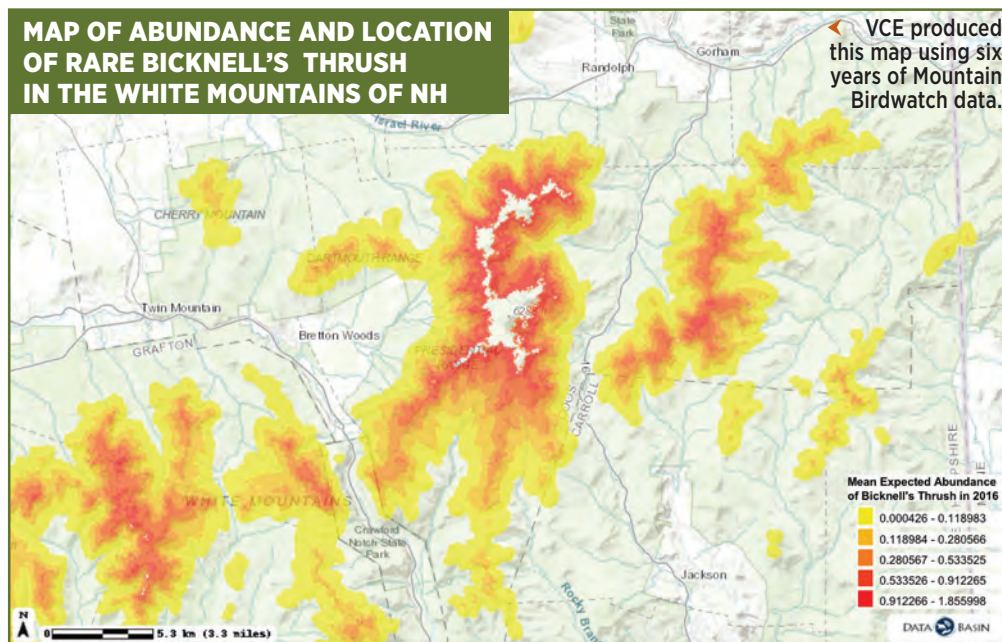 MAP OF ABUNDANCE AND LOCATION
OF RARE BICKNELL'S THRUSH
IN THE WHITE MOUNTAINS OF NH
VCE produced
this map using six
years of Mountain
Birdwatch data.
State
Park
Gorham
Randolph
Israel River
CHERRY MOUNTAIN
DARTMOUTH RANGE
Twin Mountain
Bretton Woods
GRAFTON
CARROLL
WHITE MOUNTAINS
Crawford
Notch State
Park
Jackson
Rocky Bran
Mean Expected Abundance
of Bicknell's Thrush in 2016
0.000426 - 0.118983
0.118984 - 0.280566
0.280567 - 0.533525
0.533526 - 0.912265
0.912266 - 1.855998
N
0 5.3 km (3.3 miles)
DATA BASIN